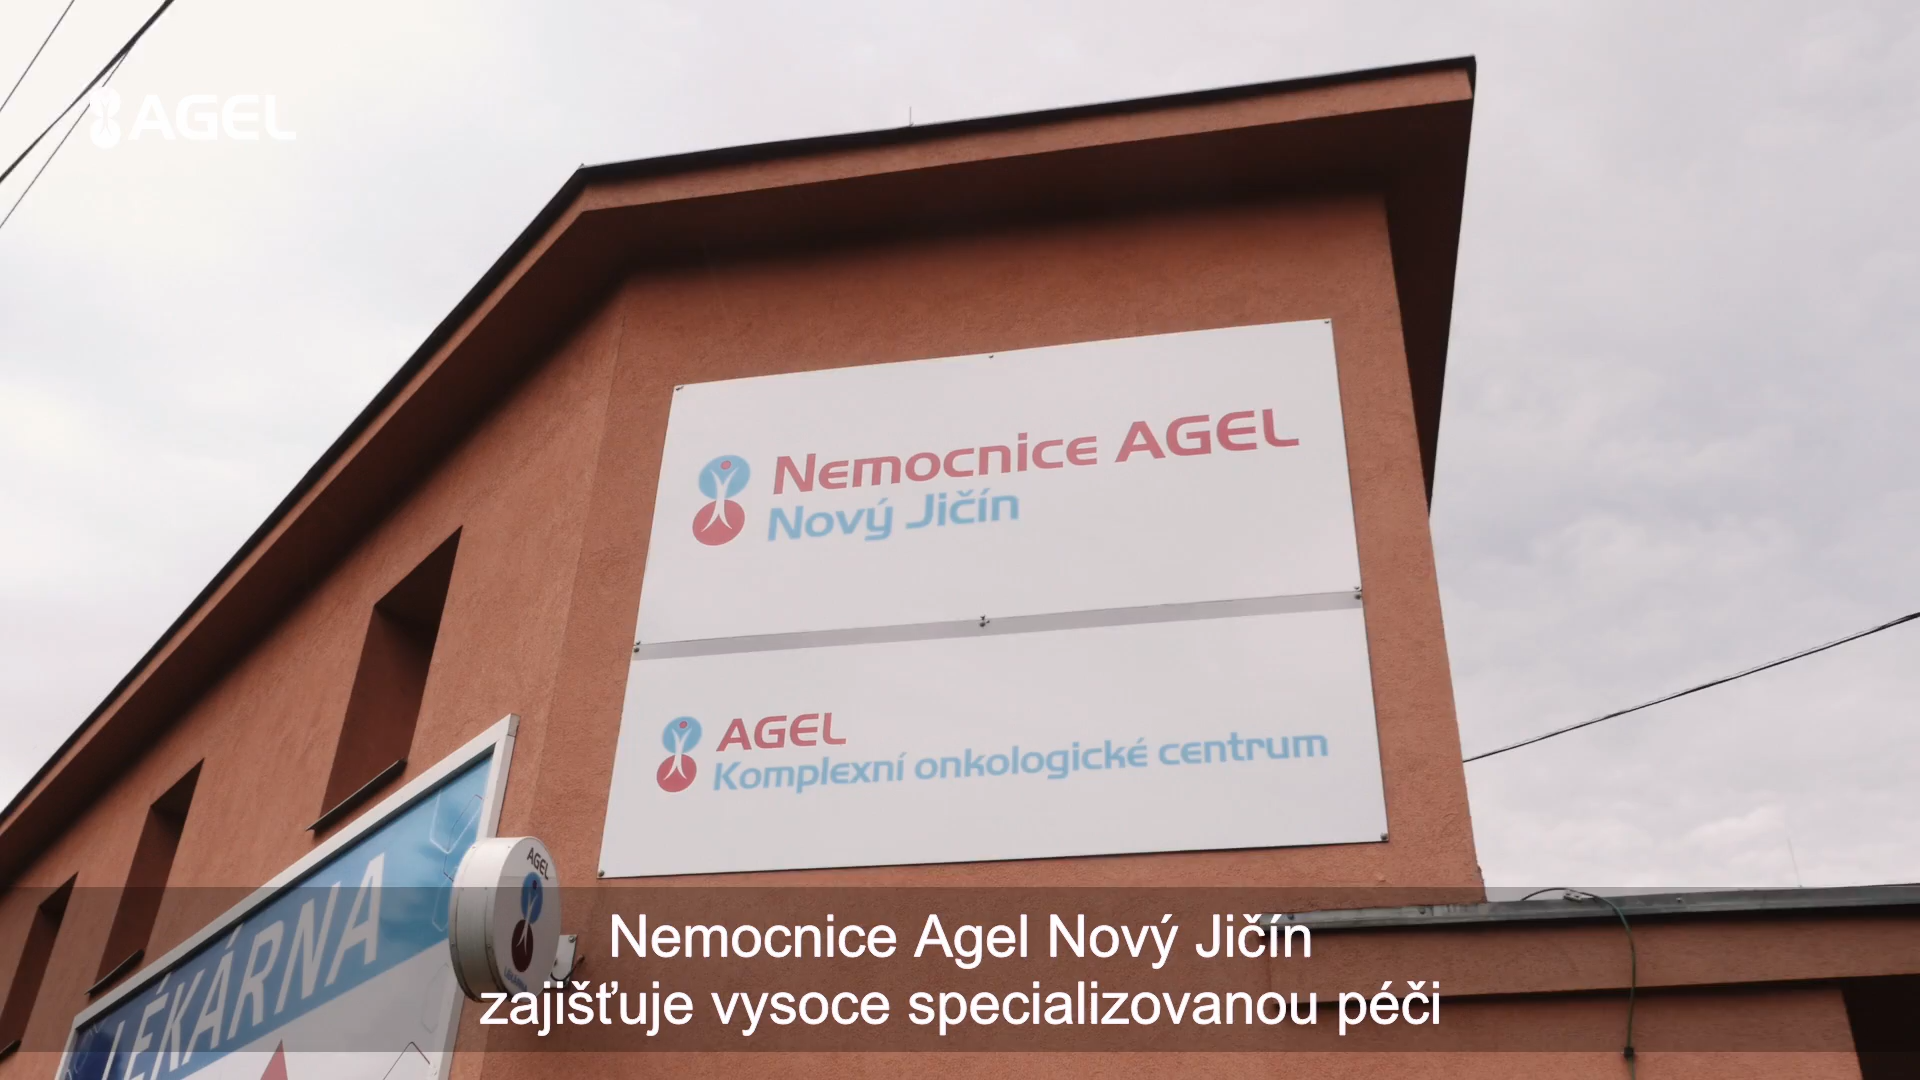 AGEL
Nemocnice AGEL
Nový Jičín
AGEL
Komplexní onkologické centrum
AGEL
LÉKÁRNA
Nemocnice Agel Nový Jičín
zajišťuje vysoce specializovanou péči